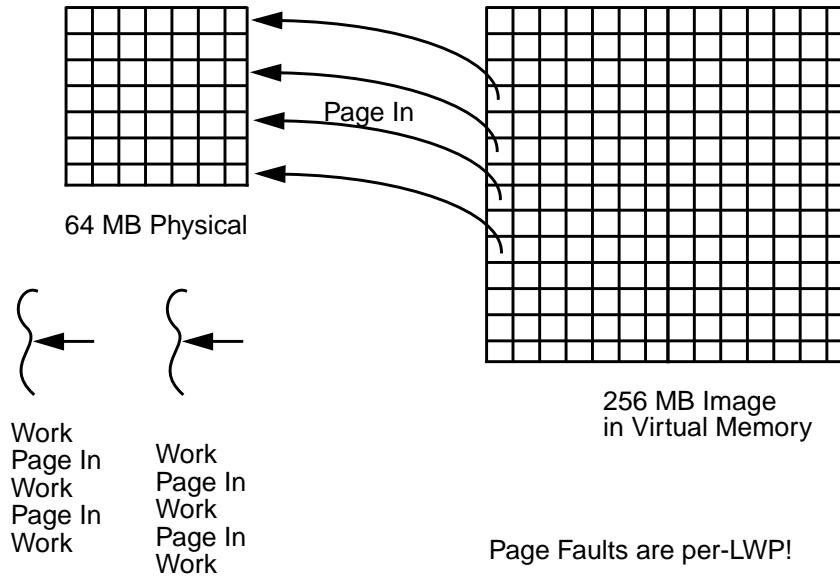 Page In
64 MB Physical
256 MB Image
in Virtual Memory
Work
Page In
Work
Page In
Work
Work
Page In
Work
Page In
Work
Page Faults are per-LWP!